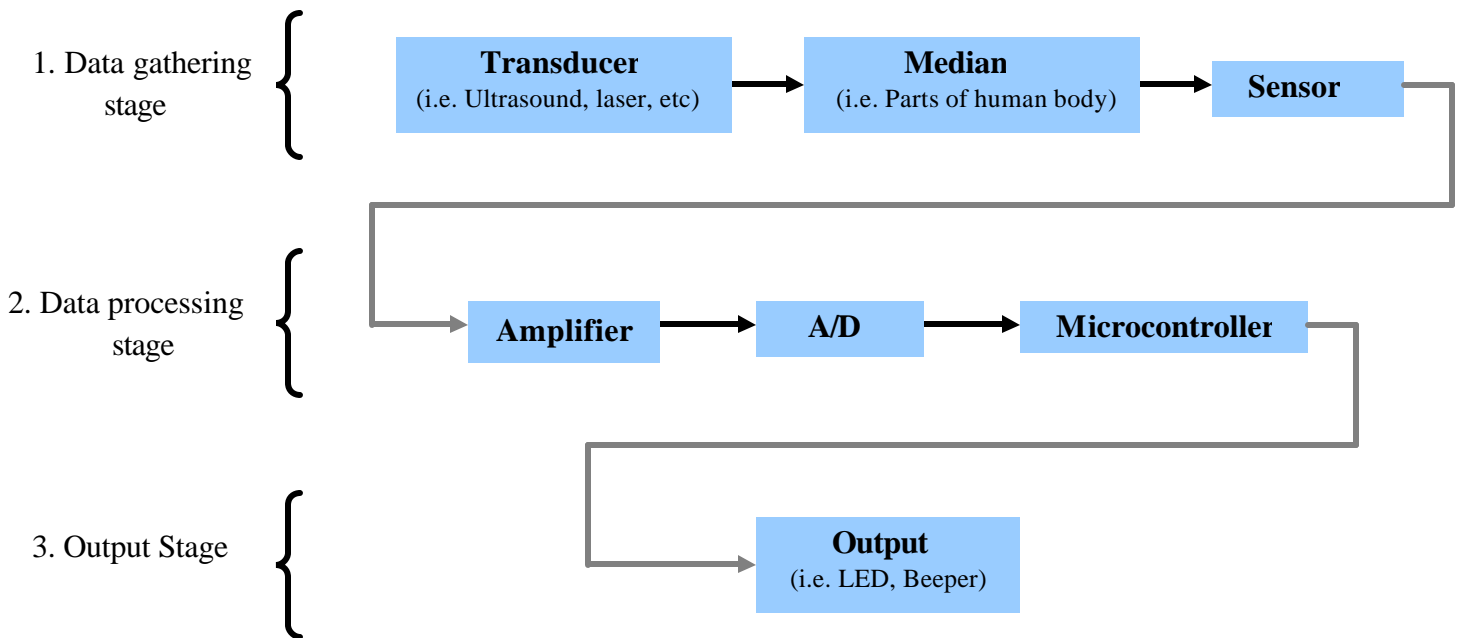 1. Data gathering
stage
Transducer
(i.e. Ultrasound, laser, etc)
Median
(i.e. Parts of human body)
Sensor
2. Data processing
stage
Amplifier
A/D
Microcontroller
3. Output Stage
Output
(i.e. LED, Beeper)